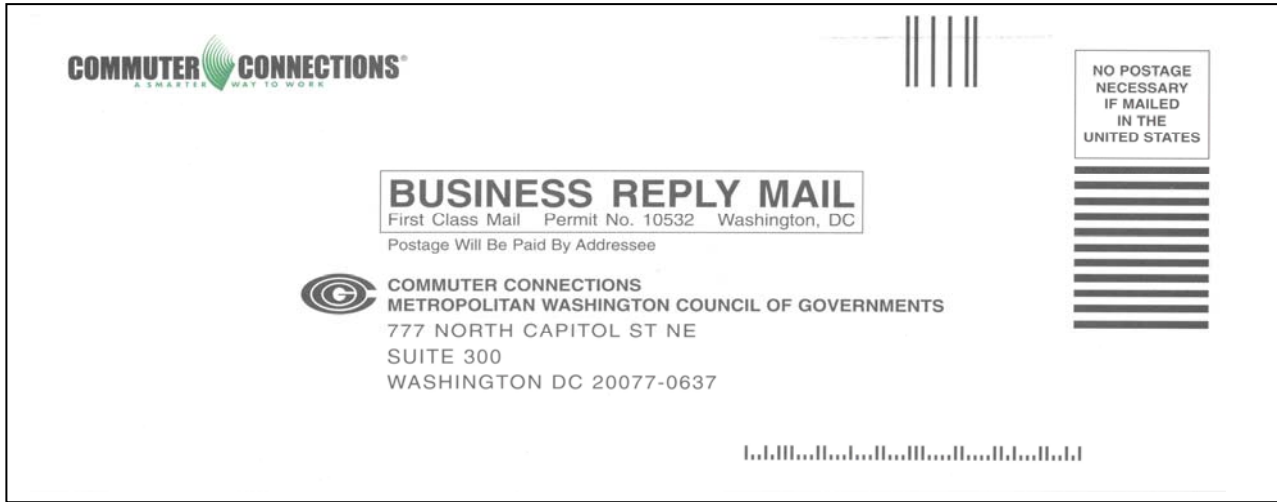 COMMUTER CONNECTIONS®
A SMARTER WAY TO WORK
NO POSTAGE
NECESSARY
IF MAILED
IN THE
UNITED STATES
BUSINESS REPLY MAIL
First Class Mail Permit No. 10532 Washington, DC
Postage Will Be Paid By Addressee
COMMUTER CONNECTIONS
METROPOLITAN WASHINGTON COUNCIL OF GOVERNMENTS
777 NORTH CAPITOL ST NE
SUITE 300
WASHINGTON DC 20077-0637